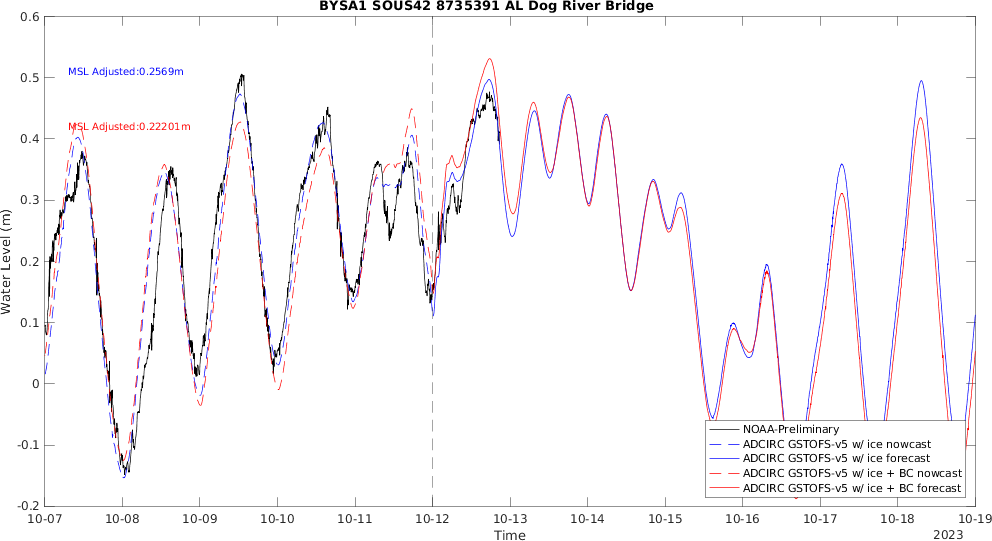 BYSA1 SOUS42 8735391 AL Dog River Bridge
Water Level (m)
0.6
0.5
0.4
0.3
0.2
0.1
0
-0.1
-0.2
MSL Adjusted:0.2569m
MSL Adjusted:0.22201m
NOAA-Preliminary
ADCIRC GSTOFS-v5 w/ ice nowcast
ADCIRC GSTOFS-v5 w/ ice forecast
ADCIRC GSTOFS-v5 w/ ice + BC nowcast
ADCIRC GSTOFS-v5 w/ ice + BC forecast
10-07 10-08 10-09 10-10 10-11 10-12 10-13 10-14 10-15 10-16 10-17 10-18 10-19
Time
2023